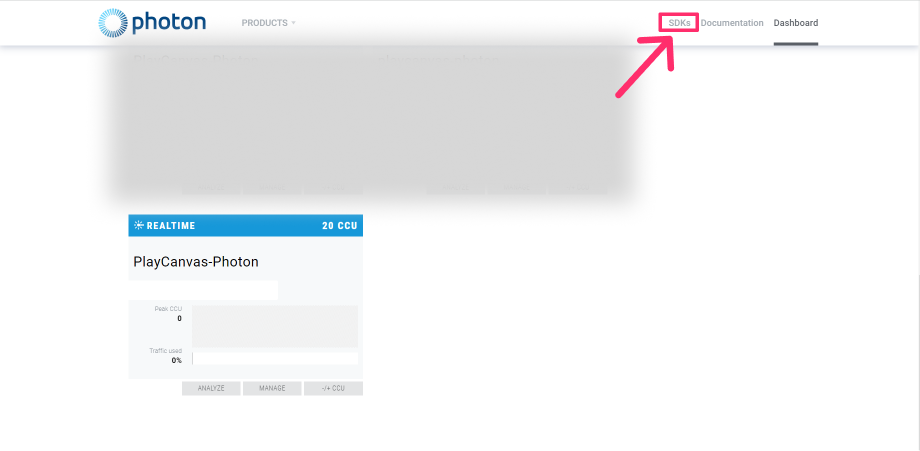 photon PRODUCTS SDKs Documentation Dashboard
REALTIME 20 CCU
PlayCanvas-Photon
Peak CCU
0
Traffic used
0%
ANALYZE MANAGE -/+ CCU